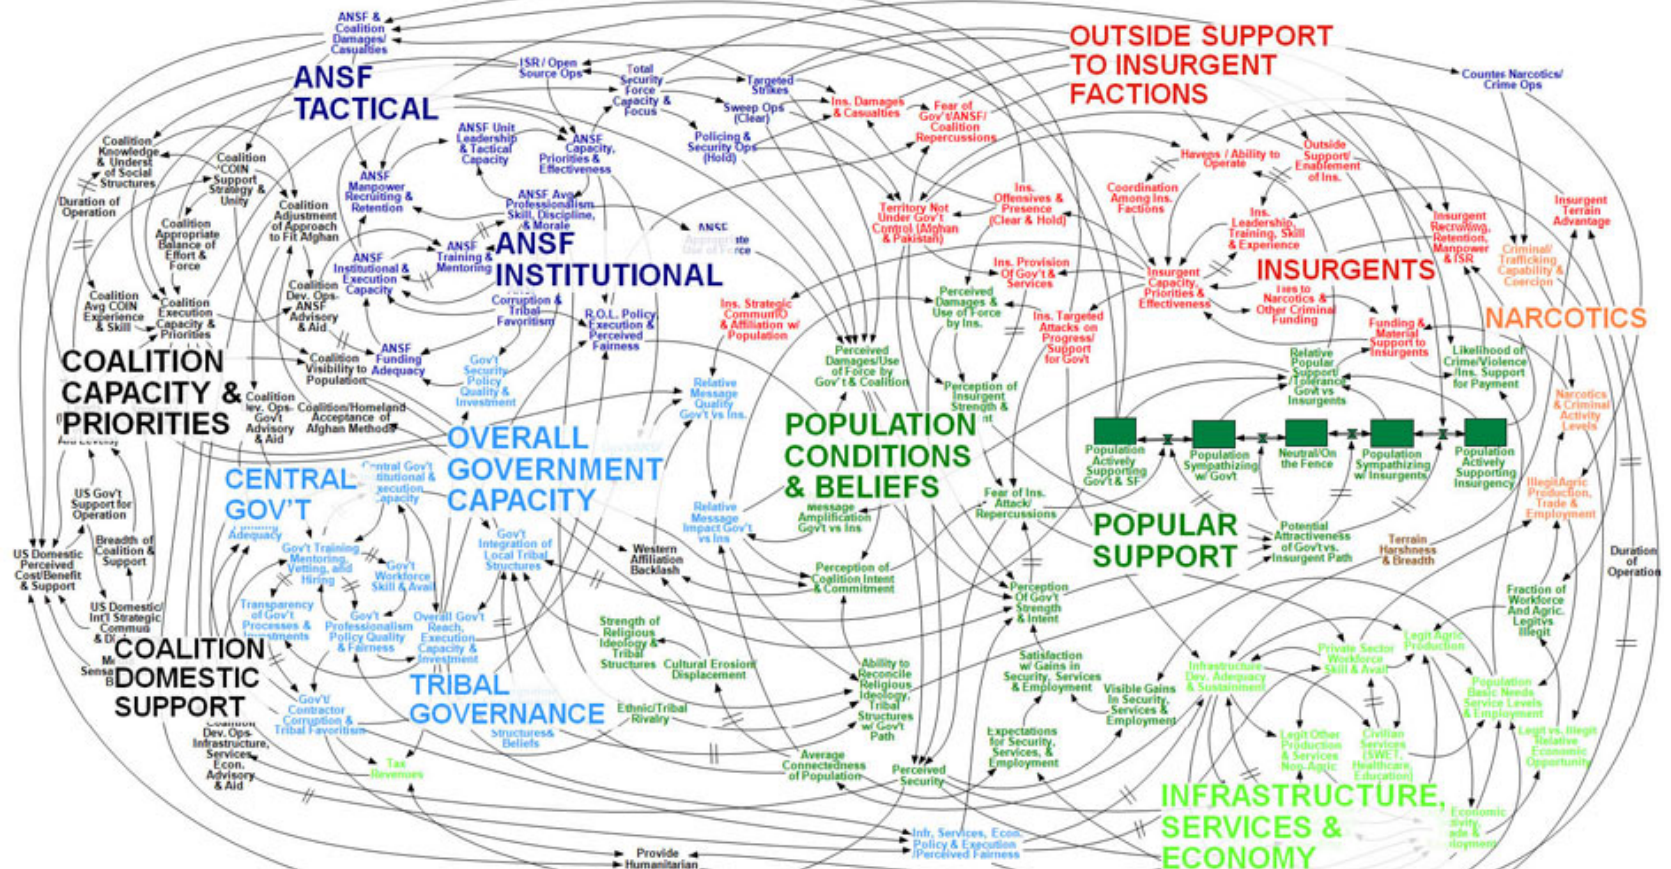 ANSF &
Coalition
Damages/
Casualties
ANSF
TACTICAL
ISR / Open
Source Ops
Total
Security
Force
Capacity &
Focus
Targeted
Strikes
Sweep Ops
(Clear)
Policing &
Security Ops
(Hold)
Ins. Damages
& Casualties
Fear of
Gov't/ANSF/
Coalition
Repercussions
OUTSIDE SUPPORT
TO INSURGENT
FACTIONS
Counter Narcotics/
Crime Ops
Coalition
Knowledge
& Underst
of Social
Structures
Duration of
Operation
Coalition
COIN
Support
Strategy &
Unity
Coalition
Appropriate
Balance of
Effort &
Force
Coalition
Adjustment
of Approach
to Fit Afghan
ANSF
Manpower
Recruiting &
Retention
ANSF Unit
Leadership
& Tactical
Capacity
ANSF
Capacity,
Priorities &
Effectiveness
ANSF Avg
Professionalism
Skill, Discipline,
& Morale
ANSF
INSTITUTIONAL
ANSF
Training &
Mentoring
ANSF
Institutional &
Execution
Capacity
ANSF
Appropriate
Use of Force
Coalition
Avg COIN
Experience
& Skill
Coalition
Execution
Capacity &
Priorities
Coalition
Dev. Ops-
ANSF
Advisory
& Aid
Corruption &
Tribal
Favoritism
R.O.L. Policy,
Execution &
Perceived
Fairness
COALITION
CAPACITY &
PRIORITIES
Coalition
Visibility to
Population
ANSF
Funding
Adequacy
Gov't
Security
Policy
Quality &
Investment
Coalition
Dev. Ops-
Gov't
Advisory
& Aid
Coalition/Homeland
Acceptance of
Afghan Methods
Territory Not
Under Gov't
Control (Afghan
& Pakistan)
Ins.
Offensives &
Presence
(Clear & Hold)
Ins. Provision
Of Gov't &
Services
Perceived
Damages &
Use of Force
by Ins.
Ins. Targeted
Attacks on
Progress/
Support
for Gov't
Ins. Strategic
& Affiliation w/
Population
Havens / Ability to
Operate
Outside
Support/
Enablement
of Ins.
Coordination
Among Ins.
Factions
Ins.
Leadership,
Training, Skill
& Experience
INSURGENTS
Insurgent
Capacity,
Priorities &
Effectiveness
Ties to
Narcotics &
Other Criminal
Funding
Insurgent
Recruiting,
Retention,
Manpower
& ISR
Insurgent
Terrain
Advantage
Criminal/
Trafficking
Capability &
Coercion
NARCOTICS
Funding &
Material
Support to
Insurgents
Relative
Popular
Support/
Tolerance
Gov't vs
Insurgents
Likelihood of
Crime/Violence
/Ins. Support
for Payment
Narcotics
& Criminal
Activity
Levels
Relative
Message
Quality
Gov't vs Ins.
Perceived
Damages/Use
of Force by
Gov't & Coalition
Perception of
Insurgent
Strength &
POPULATION
CONDITIONS
& BELIEFS
Population
Actively
Supporting
Gov't & SF
Population
Sympathizing
w/ Gov't
Neutral/On
the Fence
Population
Sympathizing
w/ Insurgents
Population
Actively
Supporting
Insurgency
POPULAR
SUPPORT
Potential
Attractiveness
of Gov't vs.
Insurgent Path
Terrain
Harshness
& Breadth
Illegit Agric
Production,
Trade &
Employment
Duration
of
Operation
CENTRAL
GOV'T
OVERALL
GOVERNMENT
CAPACITY
Relative
Message
Impact Gov't
vs Ins
Message
Amplification
Gov't vs Ins
Fear of Ins.
Attack/
Repercussions
US Gov't
Support for
Operation
Breadth of
Coalition &
Support
US Domestic
Perceived
Cost/Benefit
& Support
US Domestic/
Int'l Strategic
Commun
COALITION
DOMESTIC
SUPPORT
Adequacy
Gov't Training
Mentoring,
Vetting, and
Hiring
Gov't
Workforce
Skill & Avail
Transparency
of Gov't
Processes &
Investments
Gov't
Professionalism
Policy Quality
& Fairness
Overall Gov't
Reach,
Execution
Capacity &
Investment
Gov't
Integration of
Local Tribal
Structures
Western
Affiliation
Backlash
Perception of
Coalition Intent
& Commitment
Perception
Of Gov't
Strength
& Intent
TRIBAL
GOVERNANCE
Structures&
Beliefs
Gov't/
Contractor
Corruption &
Tribal Favoritism
Strength of
Religious
Ideology &
Tribal
Structures
Cultural Erosion/
Displacement
Ethnic/Tribal
Rivalry
Ability to
Reconcile
Religious
Ideology,
Tribal
Structures
w/ Gov't
Path
Satisfaction
w/ Gains in
Security, Services
& Employment
Visible Gains
In Security,
Services &
Employment
Expectations
for Security,
Services, &
Employment
Average
Connectedness
of Population
Perceived
Security
Coalition
Dev. Ops-
Infrastructure,
Services,
Econ.
Advisory
& Aid
Tax
Revenues
Provide
Humanitarian
Infr. Services, Econ.
Policy & Execution
/Perceived Fairness
Infrastructure
Dev. Adequacy
& Sustainment
Private Sector
Workforce
Skill & Avail
Legit Agric
Production
Fraction of
Workforce
And Agric.
Legit vs
Illegit
Population
Basic Needs
Service Levels
& Employment
Legit Other
Production
& Services
Non-Agric
Civilian
Services
(SWET,
Healthcare,
Education)
Legit vs. Illegit
Relative
Economic
Opportunity
INFRASTRUCTURE,
SERVICES &
ECONOMY
Economic